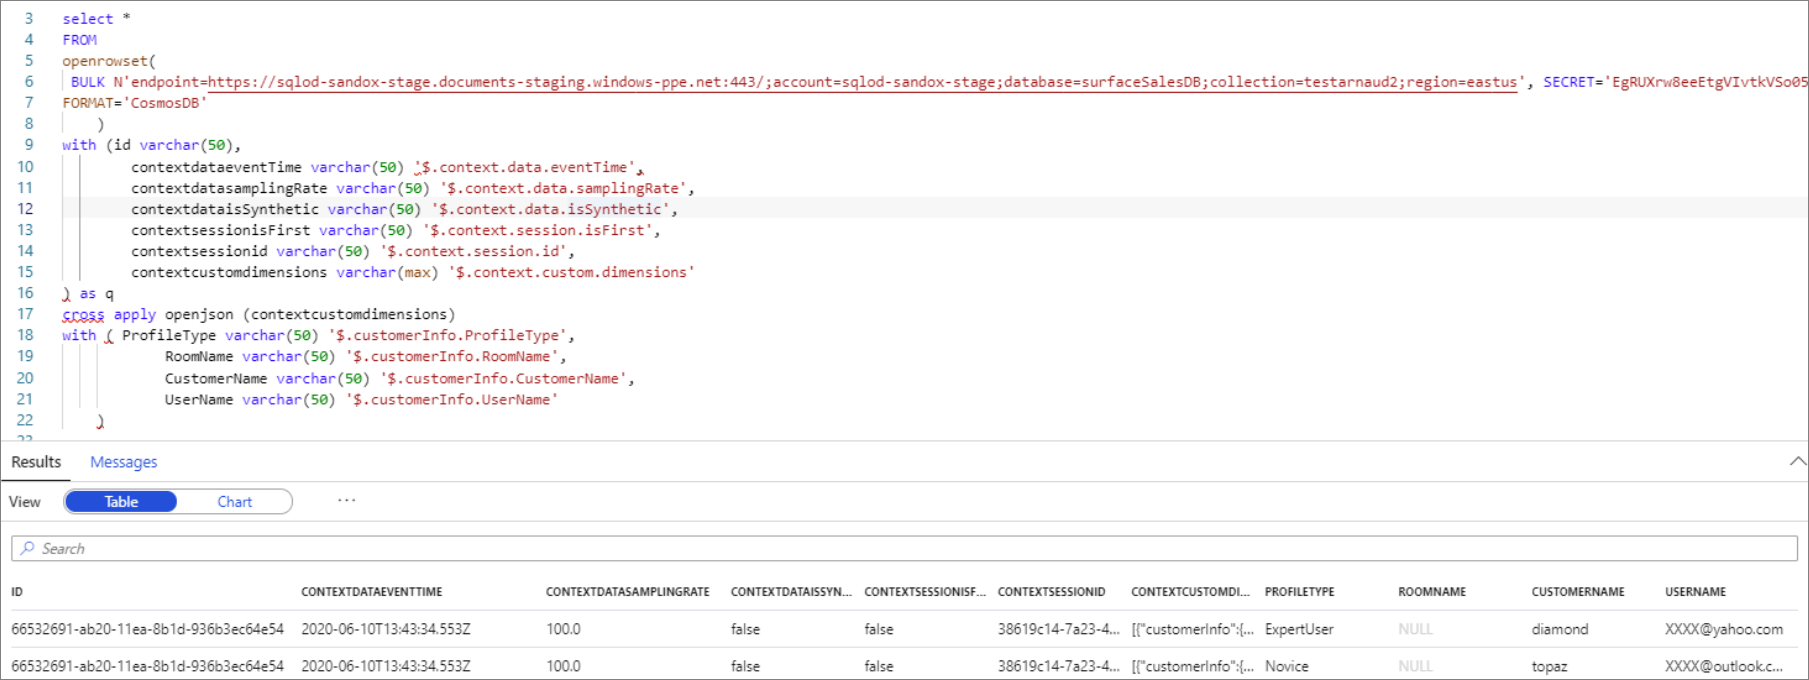 3 select *
4 FROM
5 openrowset(
6 BULK N'endpoint=https://sqlod-sandox-stage.documents-staging.windows-ppe.net:443/;account=sqlod-sandox-stage;database=surfaceSalesDB;collection=testarnaud2;region=eastus', SECRET='EgRUXrw8eeEtgVIvtkVSo05
7 FORMAT='CosmosDB'
8 )
9 with (id varchar(50),
10 contextdataeventTime varchar(50) '$.context.data.eventTime',
11 contextdatasamplingRate varchar(50) '$.context.data.samplingRate',
12 contextdataisSynthetic varchar(50) '$.context.data.isSynthetic',
13 contextsessionisFirst varchar(50) '$.context.session.isFirst',
14 contextsessionid varchar(50) '$.context.session.id',
15 contextcustomdimensions varchar(max) '$.context.custom.dimensions'
16 ) as q
17 cross apply openjson (contextcustomdimensions)
18 with ( ProfileType varchar(50) '$.customerInfo.ProfileType',
19 RoomName varchar(50) '$.customerInfo.RoomName',
20 CustomerName varchar(50) '$.customerInfo.CustomerName',
21 UserName varchar(50) '$.customerInfo.UserName'
22 )
23
Results Messages
View Table Chart ...
Search
ID CONTEXTDATAEVENTTIME CONTEXTDATASAMPLINGRATE CONTEXTDATAISSYN... CONTEXTSESSIONISF... CONTEXTSESSIONID CONTEXTCUSTOMDI... PROFILETYPE ROOMNAME CUSTOMERNAME USERNAME
66532691-ab20-11ea-8b1d-936b3ec64e54 2020-06-10T13:43:34.553Z 100.0 false false 38619c14-7a23-4... [{"customerInfo":{... ExpertUser NULL diamond XXXX@yahoo.com
66532691-ab20-11ea-8b1d-936b3ec64e54 2020-06-10T13:43:34.553Z 100.0 false false 38619c14-7a23-4... [{"customerInfo":{... Novice NULL topaz XXXX@outlook.c...